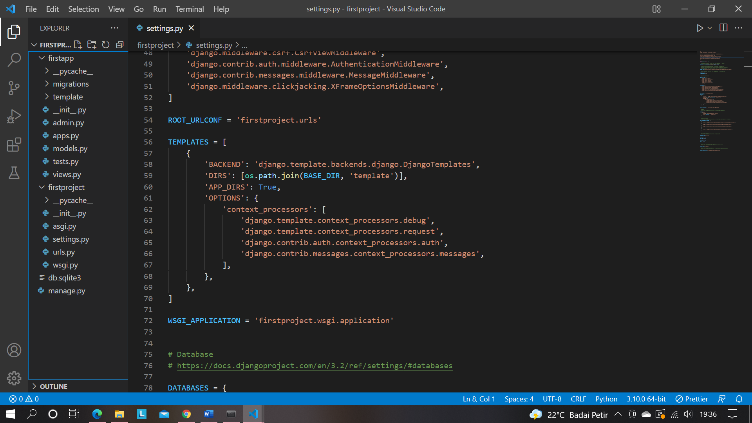 File Edit Selection View Go Run Terminal Help
settings.py - firstproject - Visual Studio Code
EXPLORER
settings.py
FIRSTPR...
firstproject > settings.py > ...
firstapp
__pycache__
migrations
template
__init__.py
admin.py
apps.py
models.py
tests.py
views.py
firstproject
__pycache__
__init__.py
asgi.py
settings.py
urls.py
wsgi.py
db.sqlite3
manage.py
OUTLINE
48 'django.middleware.csrf.CsrfViewMiddleware',
49 'django.contrib.auth.middleware.AuthenticationMiddleware',
50 'django.contrib.messages.middleware.MessageMiddleware',
51 'django.middleware.clickjacking.XFrameOptionsMiddleware',
52 ]
53
54 ROOT_URLCONF = 'firstproject.urls'
55
56 TEMPLATES = [
57 {
58 'BACKEND': 'django.template.backends.django.DjangoTemplates',
59 'DIRS': [os.path.join(BASE_DIR, 'template')],
60 'APP_DIRS': True,
61 'OPTIONS': {
62 'context_processors': [
63 'django.template.context_processors.debug',
64 'django.template.context_processors.request',
65 'django.contrib.auth.context_processors.auth',
66 'django.contrib.messages.context_processors.messages',
67 ],
68 },
69 },
70 ]
71
72 WSGI_APPLICATION = 'firstproject.wsgi.application'
73
74
75 # Database
76 # https://docs.djangoproject.com/en/3.2/ref/settings/#databases
77
78 DATABASES = {
0 0
Ln 8, Col 1 Spaces: 4 UTF-8 CRLF Python 3.10.0 64-bit Prettier
22°C Badai Petir 19:36